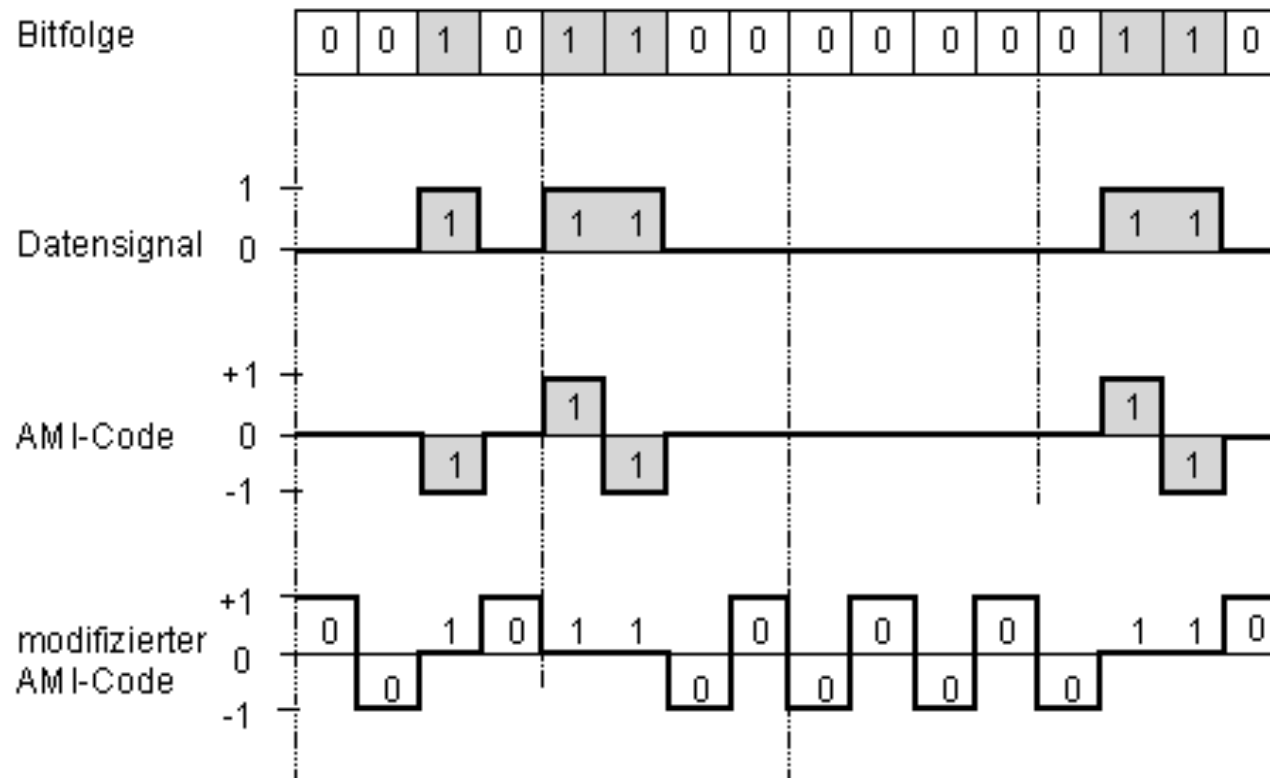 Bitfolge 0 0 1 0 1 1 0 0 0 0 0 0 0 1 1 0
1
1 1 1 1 1
Datensignal 0
+1
1 1
AMI-Code 0
1 1 1
-1
+1
0 1 0 1 1 0 0 0 1 1 0
modifizierter
0
AMI-Code 0 0 0 0 0
-1